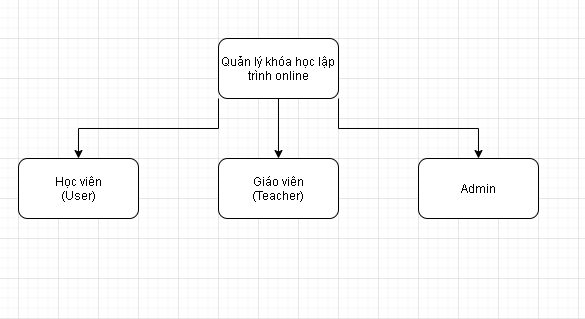 Quản lý khóa học lập
trình online
Học viên
(User)
Giáo viên
(Teacher)
Admin